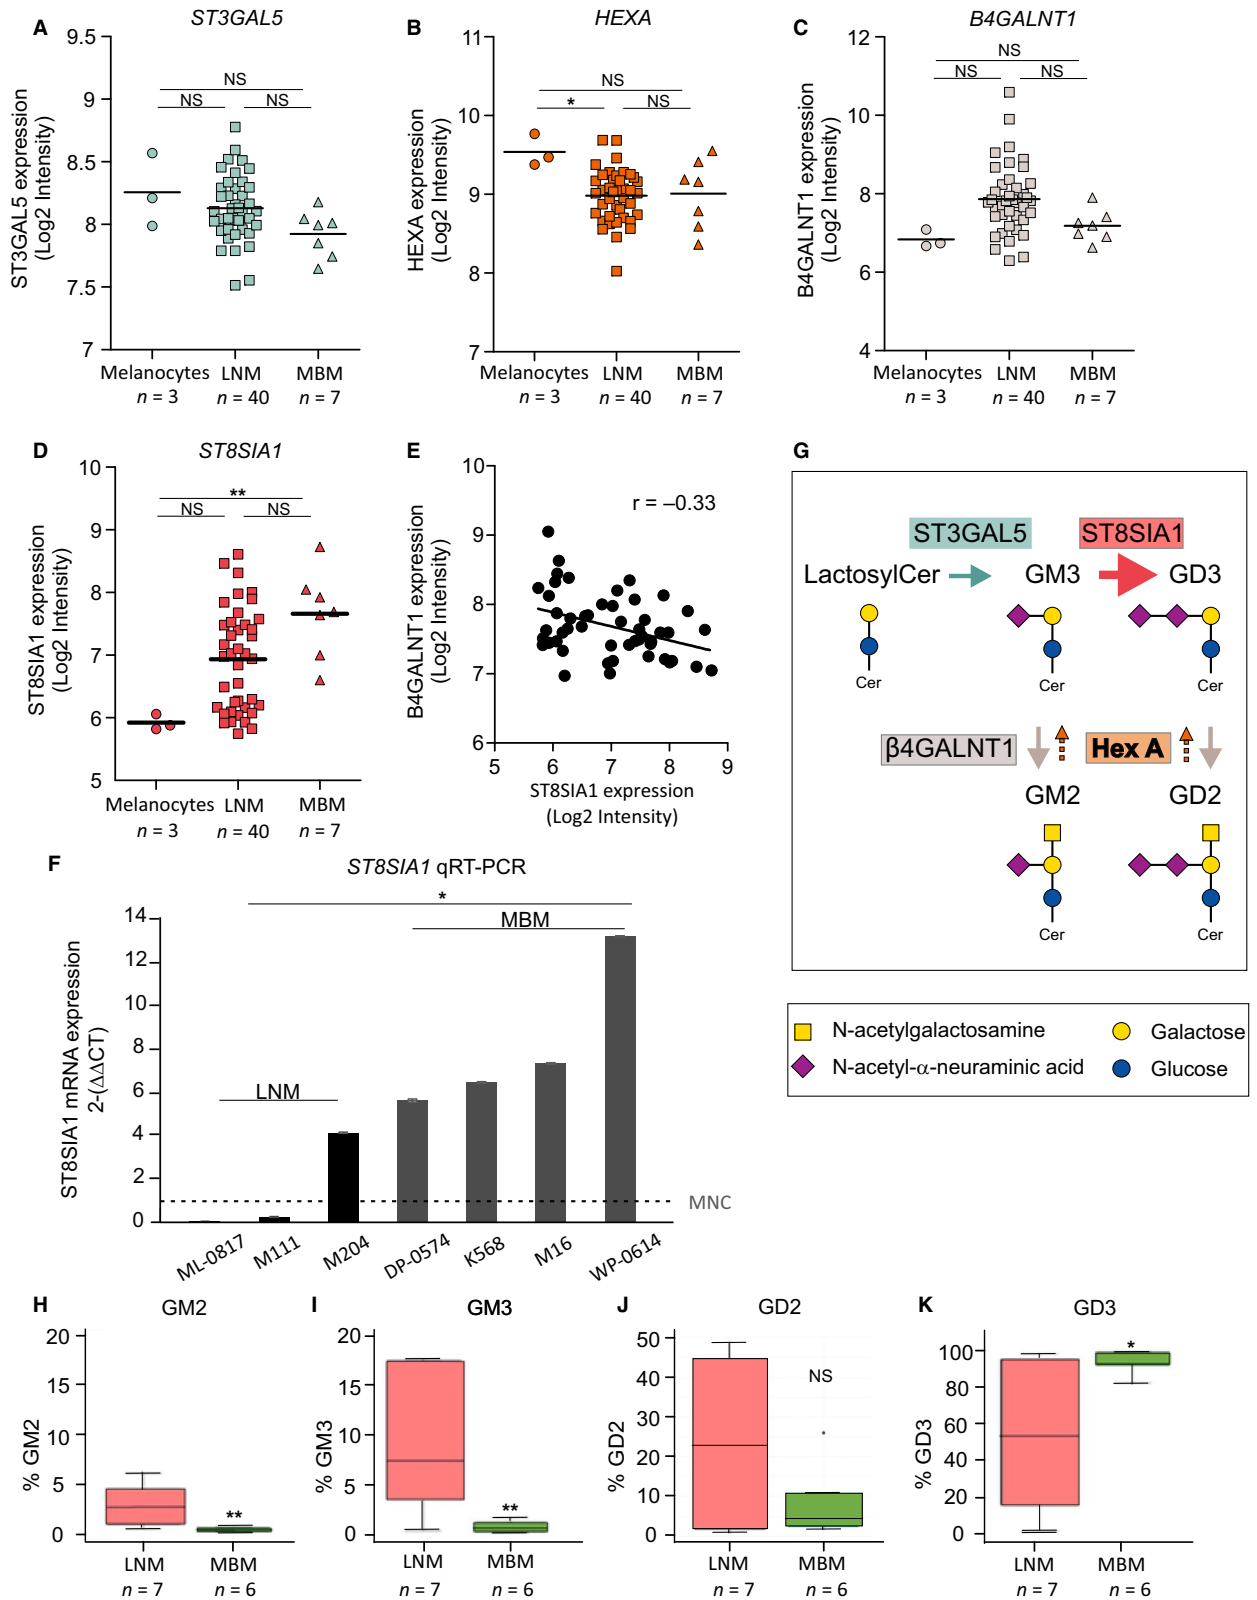 A
ST3GAL5
ST3GAL5 expression
(Log2 Intensity)
9.5
9
8.5
8
7.5
7
NS
NS
NS
Melanocytes LNM MBM
n = 3 n = 40 n = 7
B
HEXA
HEXA expression
(Log2 Intensity)
11
10
9
8
7
NS
* NS
Melanocytes LNM MBM
n = 3 n = 40 n = 7
C
B4GALNT1
B4GALNT1 expression
(Log2 Intensity)
12
10
8
6
4
NS
NS NS
Melanocytes LNM MBM
n = 3 n = 40 n = 7
D
ST8SIA1
ST8SIA1 expression
(Log2 Intensity)
10
9
8
7
6
5
**
NS NS
Melanocytes LNM MBM
n = 3 n = 40 n = 7
E
B4GALNT1 expression
(Log2 Intensity)
10
9
8
7
6
r = –0.33
5 6 7 8 9
ST8SIA1 expression
(Log2 Intensity)
G
ST3GAL5 ST8SIA1
LactosylCer GM3 GD3
Cer Cer Cer
β4GALNT1 Hex A
GM2 GD2
Cer Cer
N-acetylgalactosamine Galactose
N-acetyl-α-neuraminic acid Glucose
F
ST8SIA1 qRT-PCR
ST8SIA1 mRNA expression
2-(ΔΔCT)
14
12
10
8
6
4
2
0
*
MBM
LNM
MNC
ML-0817 M111 M204 DP-0574 K568 M16 WP-0614
H
GM2
% GM2
20
15
10
5
0
**
LNM MBM
n = 7 n = 6
I
GM3
% GM3
20
15
10
5
0
**
LNM MBM
n = 7 n = 6
J
GD2
% GD2
50
40
30
20
10
0
NS
LNM MBM
n = 7 n = 6
K
GD3
% GD3
100
80
60
40
20
0
*
LNM MBM
n = 7 n = 6